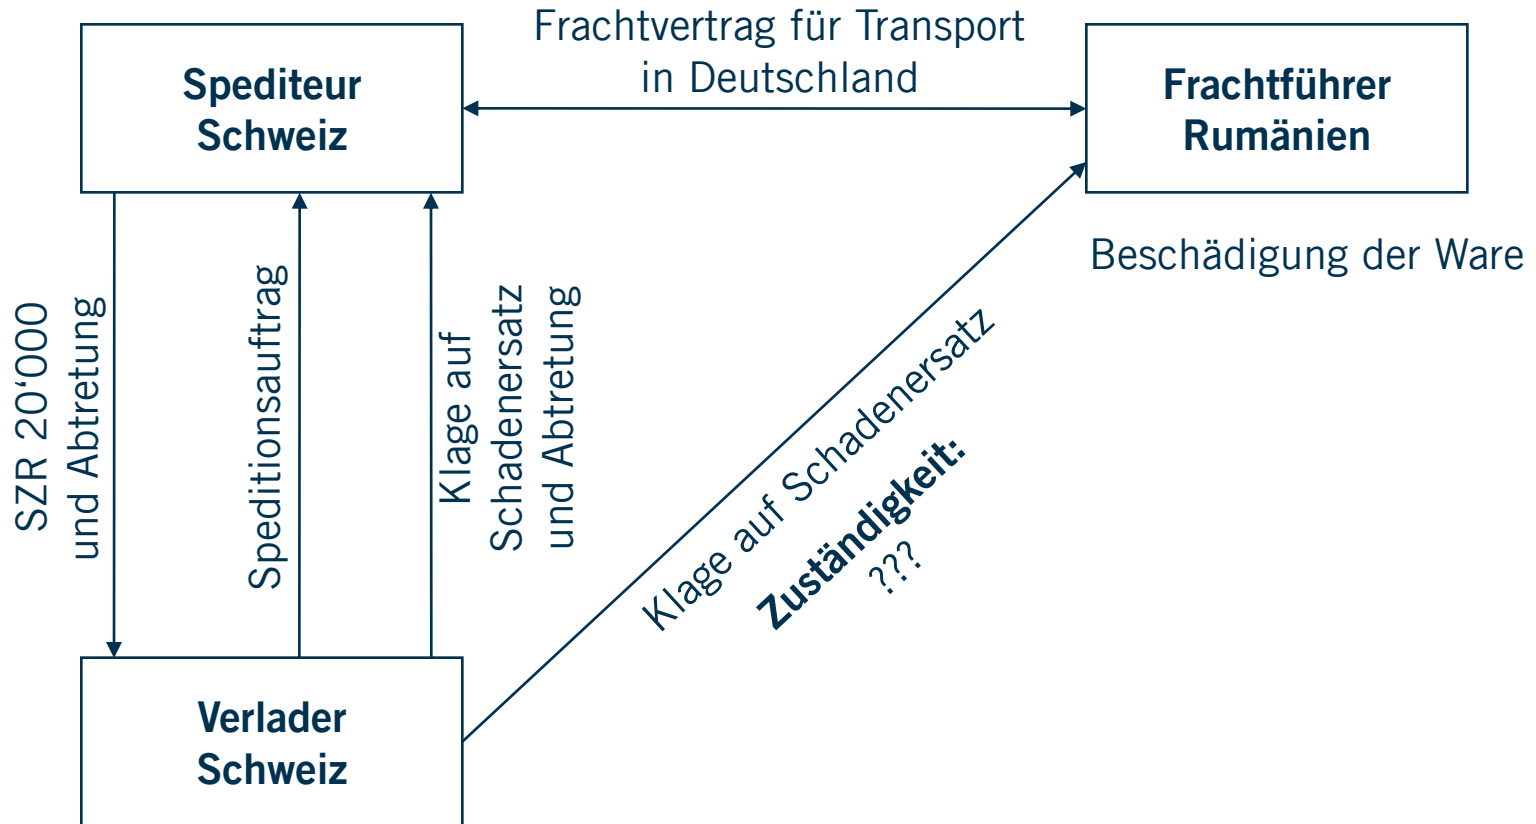 Frachtvertrag für Transport
in Deutschland
Spediteur
Schweiz
Frachtführer
Rumänien
Beschädigung der Ware
SZR 20‘000
und Abtretung
Speditionsauftrag
Klage auf
Schadenersatz
und Abtretung
Klage auf Schadenersatz
Zuständigkeit:
???
Verlader
Schweiz